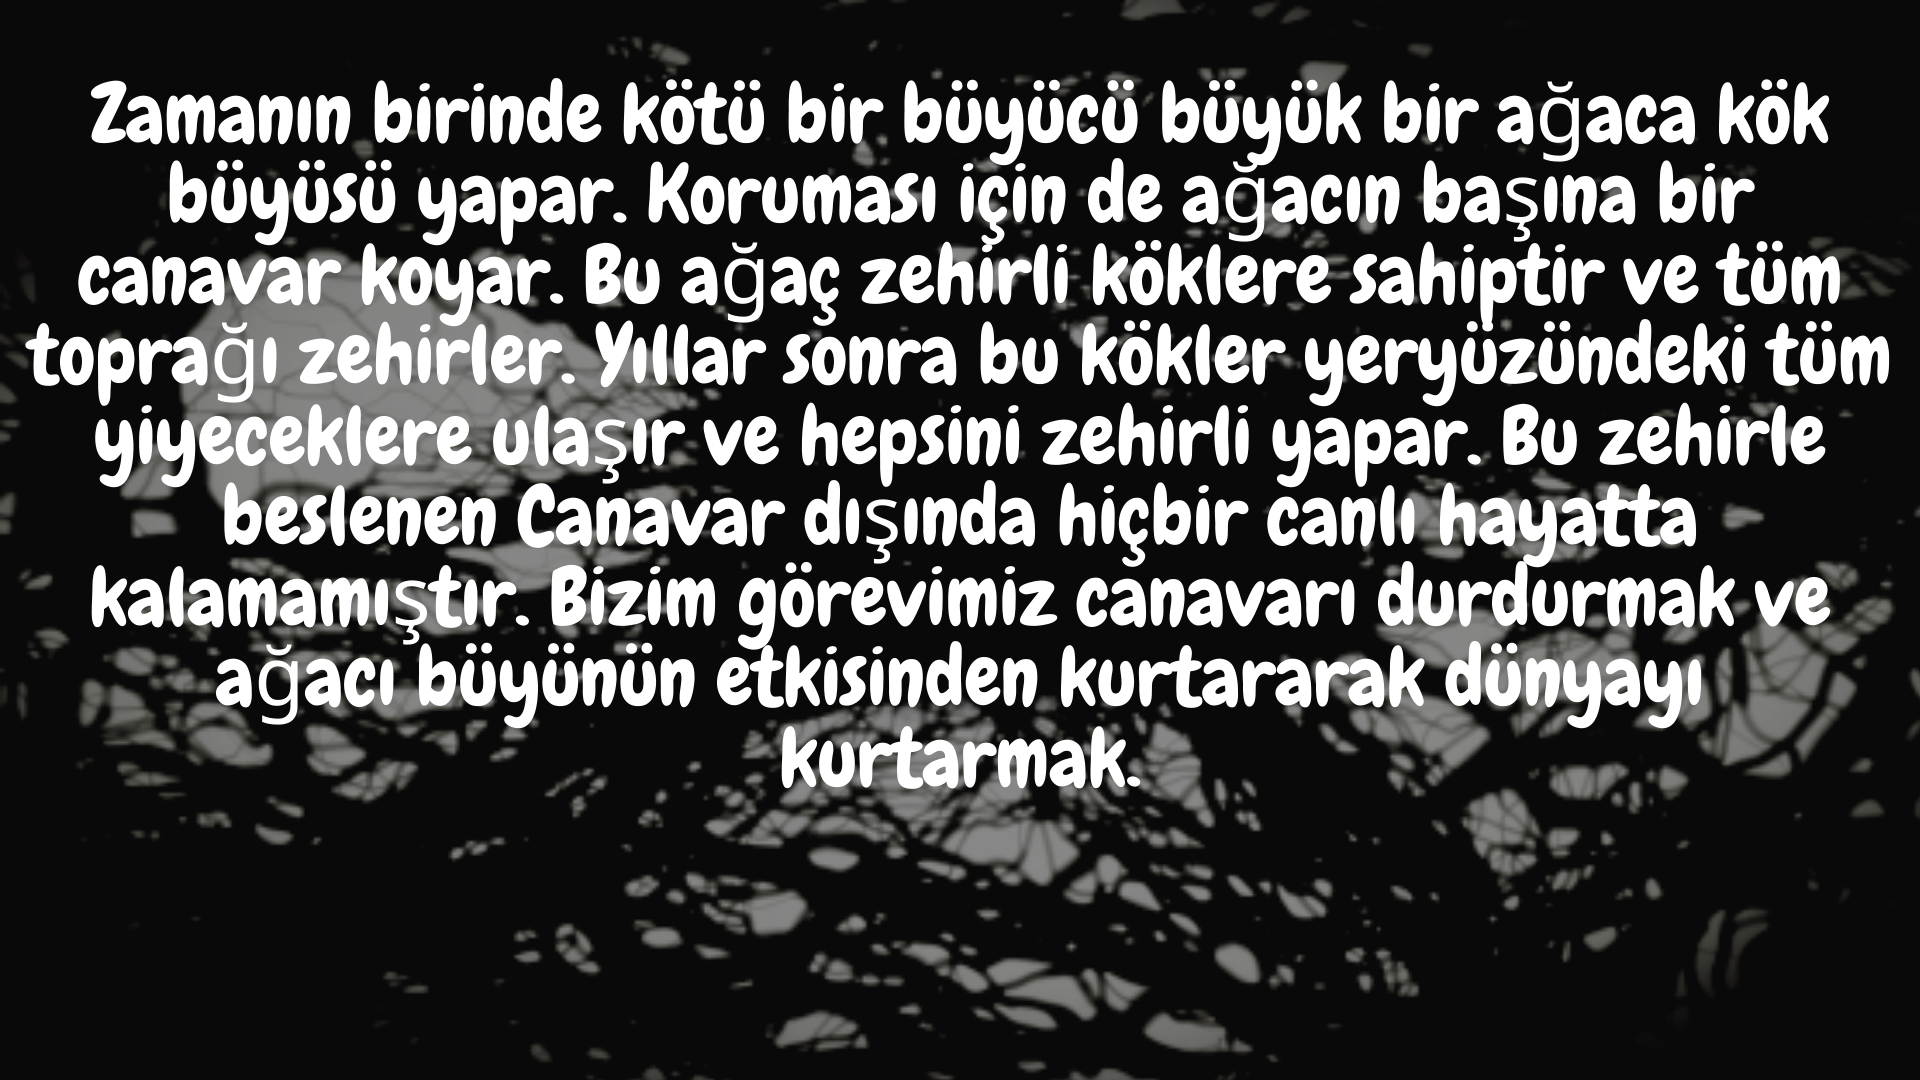 Zamanın birinde kötü bir büyücü büyük bir ağaca kök
büyüsü yapar. Koruması için de ağacın başına bir
canavar koyar. Bu ağaç zehirli köklere sahiptir ve tüm
toprağı zehirler. Yıllar sonra bu kökler yeryüzündeki tüm
yiyeceklere ulaşır ve hepsini zehirli yapar. Bu zehirle
beslenen Canavar dışında hiçbir canlı hayatta
kalamamıştır. Bizim görevimiz canavarı durdurmak ve
ağacı büyünün etkisinden kurtararak dünyayı
kurtarmak.